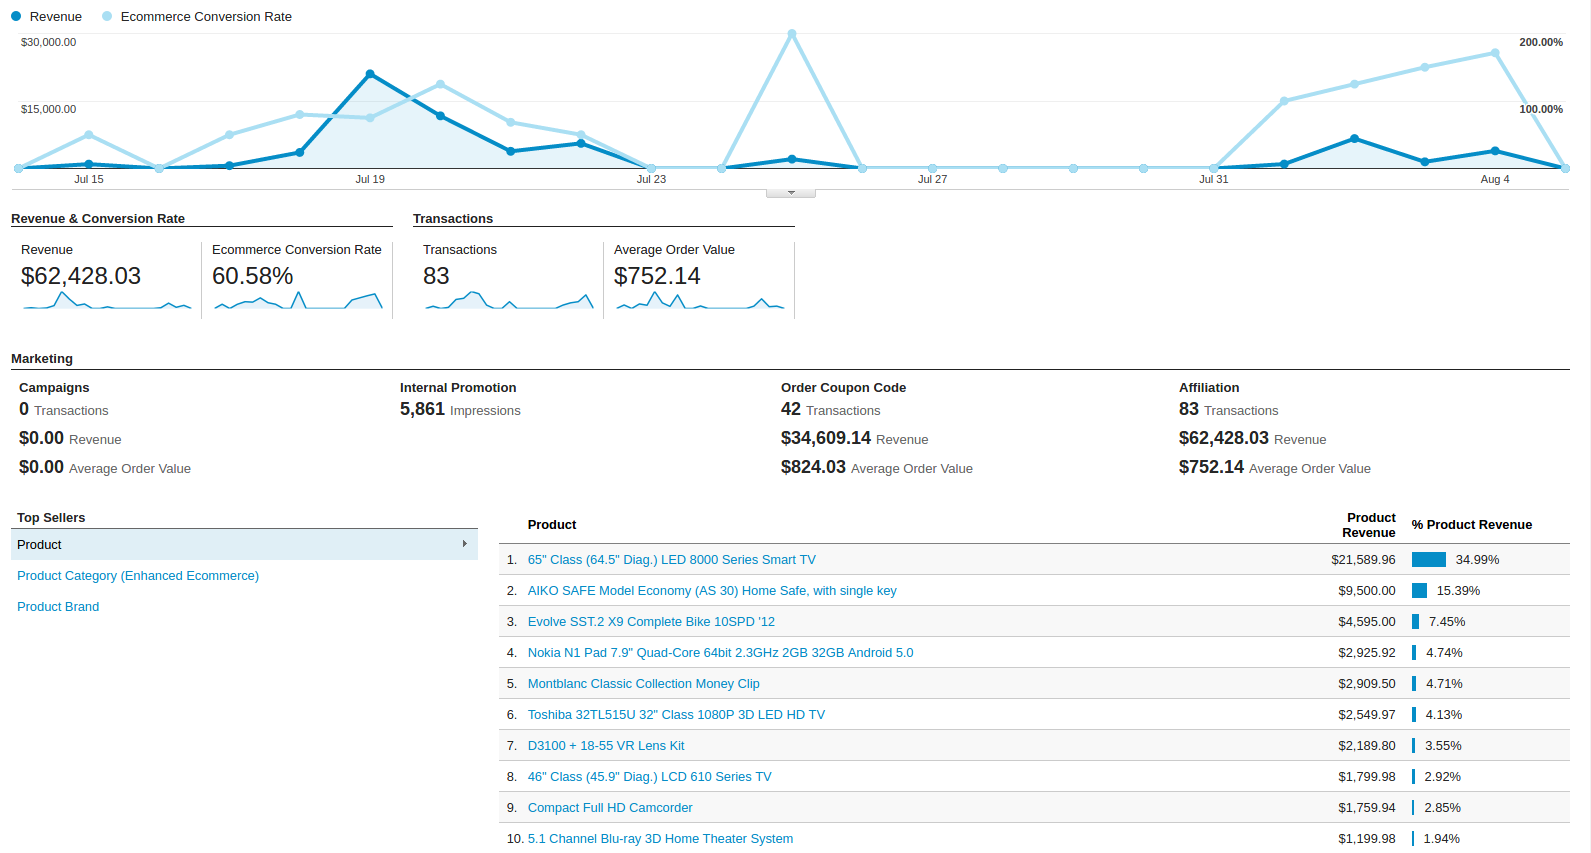 Revenue Ecommerce Conversion Rate
$30,000.00 200.00%
$15,000.00 100.00%
Jul 15 Jul 19 Jul 23 Jul 27 Jul 31 Aug 4
Revenue & Conversion Rate Transactions
Revenue Ecommerce Conversion Rate Transactions Average Order Value
$62,428.03 60.58% 83 $752.14
Marketing
Campaigns Internal Promotion Order Coupon Code Affiliation
0 Transactions 5,861 Impressions 42 Transactions 83 Transactions
$0.00 Revenue $34,609.14 Revenue $62,428.03 Revenue
$0.00 Average Order Value $824.03 Average Order Value $752.14 Average Order Value
Top Sellers
Product
Product Category (Enhanced Ecommerce)
Product Brand
Product Product Revenue % Product Revenue
1. 65" Class (64.5" Diag.) LED 8000 Series Smart TV $21,589.96 34.99%
2. AIKO SAFE Model Economy (AS 30) Home Safe, with single key $9,500.00 15.39%
3. Evolve SST.2 X9 Complete Bike 10SPD '12 $4,595.00 7.45%
4. Nokia N1 Pad 7.9" Quad-Core 64bit 2.3GHz 2GB 32GB Android 5.0 $2,925.92 4.74%
5. Montblanc Classic Collection Money Clip $2,909.50 4.71%
6. Toshiba 32TL515U 32" Class 1080P 3D LED HD TV $2,549.97 4.13%
7. D3100 + 18-55 VR Lens Kit $2,189.80 3.55%
8. 46" Class (45.9" Diag.) LCD 610 Series TV $1,799.98 2.92%
9. Compact Full HD Camcorder $1,759.94 2.85%
10. 5.1 Channel Blu-ray 3D Home Theater System $1,199.98 1.94%